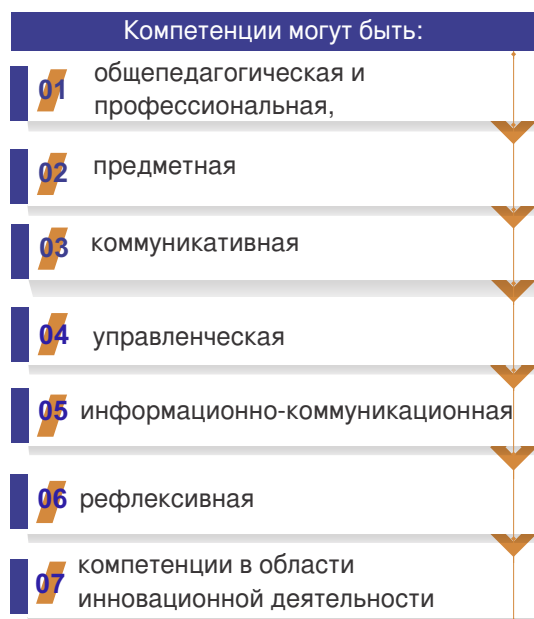 Компетенции могут быть:
01 общепедагогическая и
профессиональная,
02 предметная
03 коммуникативная
04 управленческая
05 информационно-коммуникационная
06 рефлексивная
07 компетенции в области
инновационной деятельности